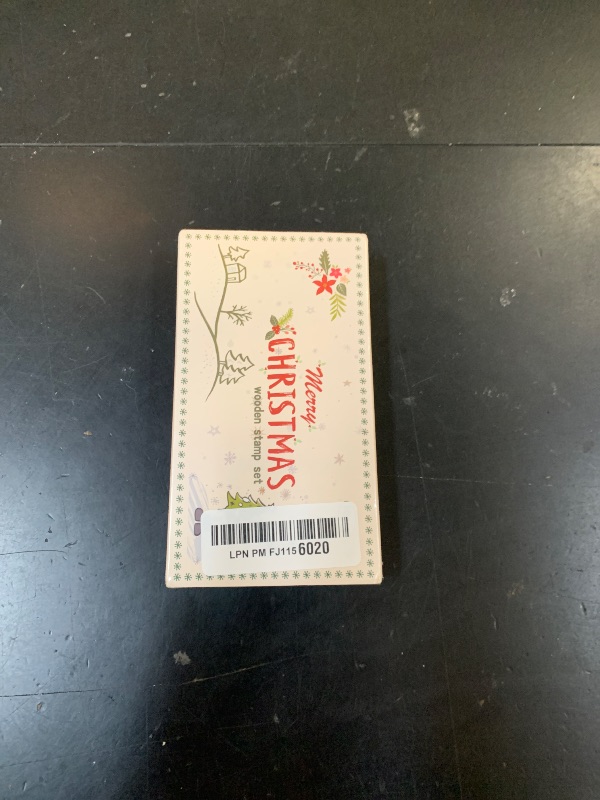 Merry
CHRISTMAS
wooden stamp set
LPN PM FJ1156020